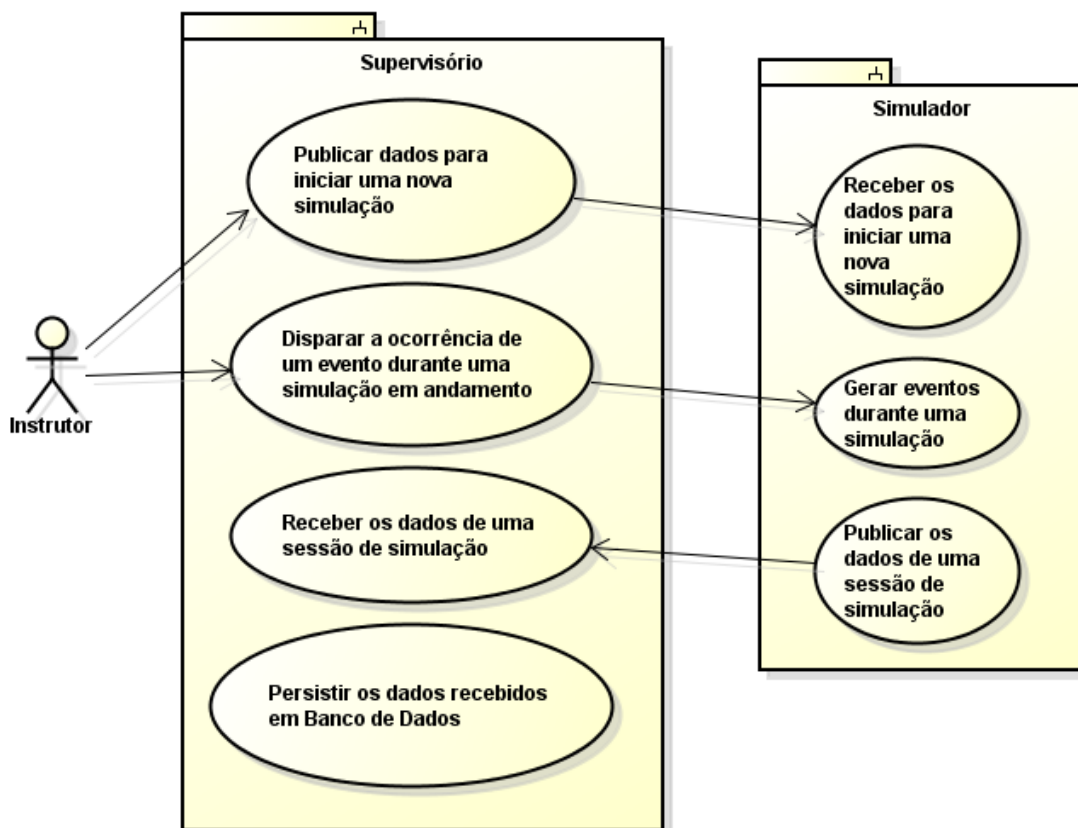 Supervisório
Publicar dados para
iniciar uma nova
simulação
Disparar a ocorrência de
um evento durante uma
simulação em andamento
Receber os dados de uma
sessão de simulação
Persistir os dados recebidos
em Banco de Dados
Instrutor
Simulador
Receber os
dados para
iniciar uma
nova
simulação
Gerar eventos
durante uma
simulação
Publicar os
dados de uma
sessão de
simulação